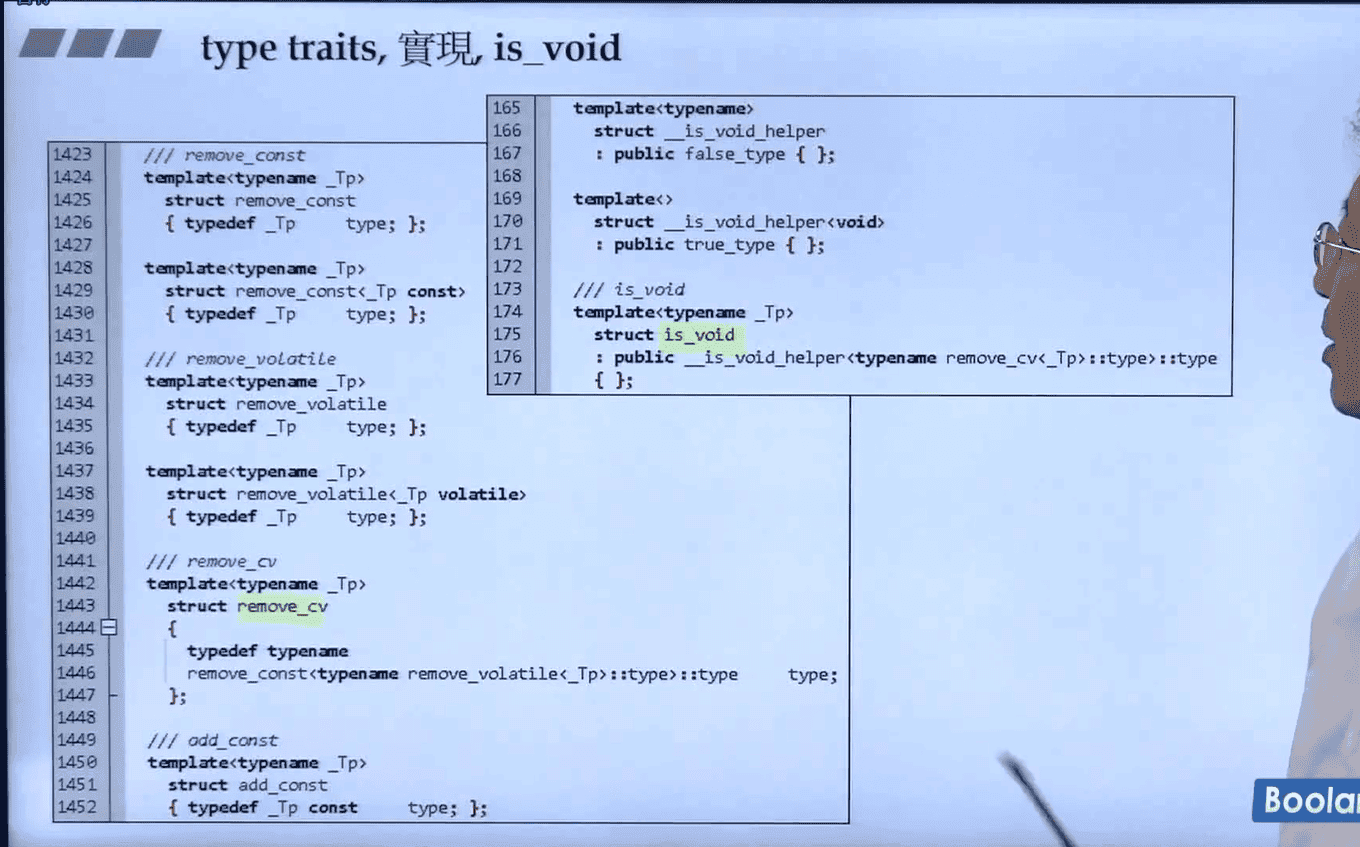 type traits, 實現, is_void
1423 /// remove_const
1424 template<typename _Tp>
1425 struct remove_const
1426 { typedef _Tp type; };
1427
1428 template<typename _Tp>
1429 struct remove_const<_Tp const>
1430 { typedef _Tp type; };
1431
1432 /// remove_volatile
1433 template<typename _Tp>
1434 struct remove_volatile
1435 { typedef _Tp type; };
1436
1437 template<typename _Tp>
1438 struct remove_volatile<_Tp volatile>
1439 { typedef _Tp type; };
1440
1441 /// remove_cv
1442 template<typename _Tp>
1443 struct remove_cv
1444 {
1445 typedef typename
1446 remove_const<typename remove_volatile<_Tp>::type>::type type;
1447 };
1448
1449 /// add_const
1450 template<typename _Tp>
1451 struct add_const
1452 { typedef _Tp const type; };
165 template<typename>
166 struct __is_void_helper
167 : public false_type { };
168
169 template<>
170 struct __is_void_helper<void>
171 : public true_type { };
172
173 /// is_void
174 template<typename _Tp>
175 struct is_void
176 : public __is_void_helper<typename remove_cv<_Tp>::type>::type
177 { };
Boolan